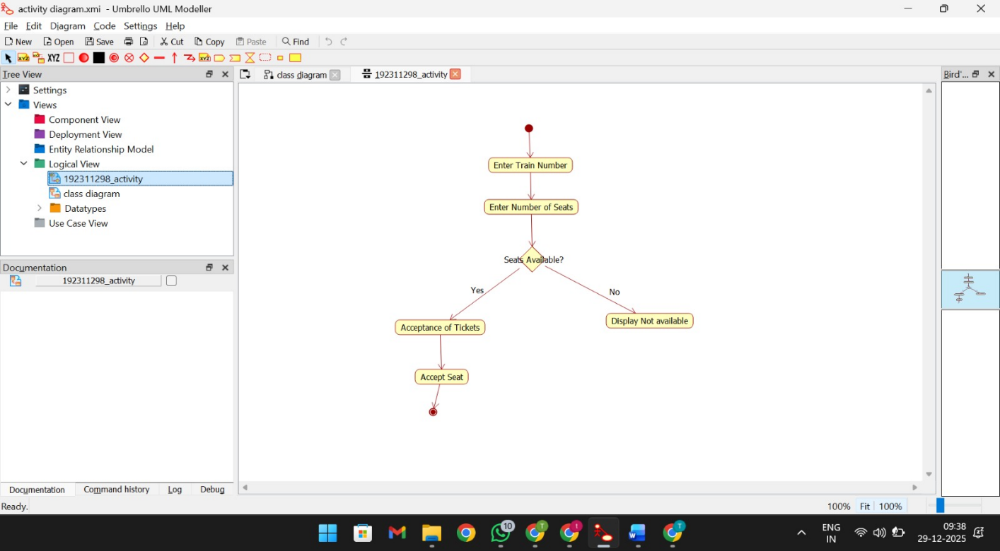 activity diagram.xmi - Umbrello UML Modeller
File Edit Diagram Code Settings Help
New Open Save Cut Copy Paste Find
XYZ XYZ XYZ XYZ
Tree View
class diagram 192311298_activity
Bird'...
Settings
Views
Component View
Deployment View
Entity Relationship Model
Logical View
192311298_activity
class diagram
Datatypes
Use Case View
Documentation
192311298_activity
Enter Train Number
Enter Number of Seats
Seats Available?
Yes
No
Acceptance of Tickets
Display Not available
Accept Seat
Documentation Command history Log Debug
Ready.
100% Fit 100%
10 T t T
W
ENG
IN
09:38
29-12-2025